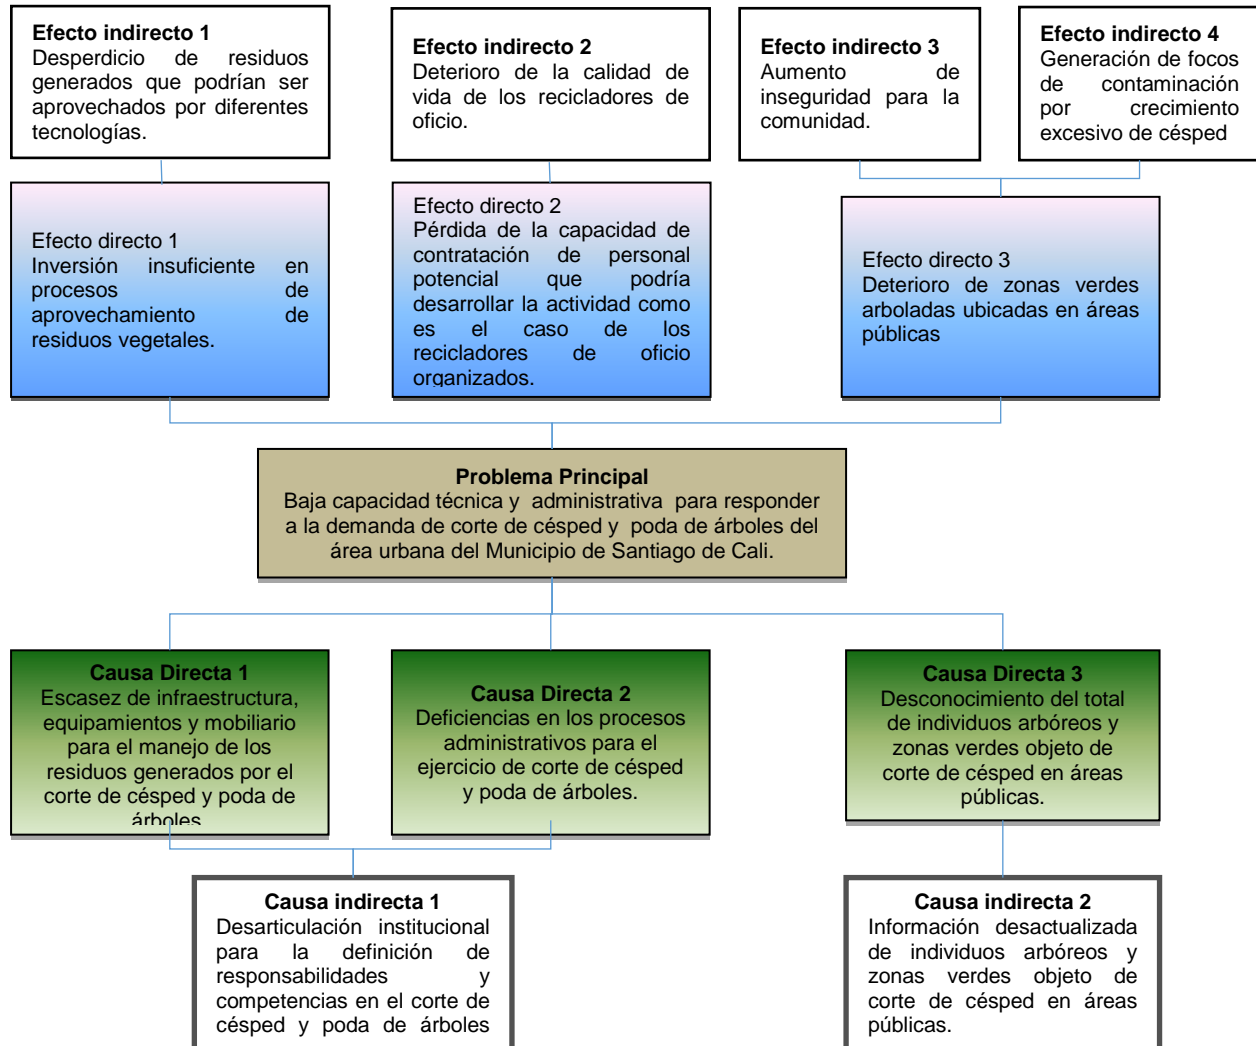 Efecto indirecto 1
Desperdicio de residuos
generados que podrían ser
aprovechados por diferentes
tecnologías.
Efecto indirecto 2
Deterioro de la calidad de
vida de los recicladores de
oficio.
Efecto indirecto 3
Aumento de
inseguridad para la
comunidad.
Efecto indirecto 4
Generación de focos
de contaminación
por crecimiento
excesivo de césped
Efecto directo 1
Inversión insuficiente en
procesos de
aprovechamiento de
residuos vegetales.
Efecto directo 2
Pérdida de la capacidad de
contratación de personal
potencial que podría
desarrollar la actividad como
es el caso de los
recicladores de oficio
organizados.
Efecto directo 3
Deterioro de zonas verdes
arboladas ubicadas en áreas
públicas
Problema Principal
Baja capacidad técnica y administrativa para responder
a la demanda de corte de césped y poda de árboles del
área urbana del Municipio de Santiago de Cali.
Causa Directa 1
Escasez de infraestructura,
equipamientos y mobiliario
para el manejo de los
residuos generados por el
corte de césped y poda de
árboles
Causa Directa 2
Deficiencias en los procesos
administrativos para el
ejercicio de corte de césped
y poda de árboles.
Causa Directa 3
Desconocimiento del total
de individuos arbóreos y
zonas verdes objeto de
corte de césped en áreas
públicas.
Causa indirecta 1
Desarticulación institucional
para la definición de
responsabilidades y
competencias en el corte de
césped y poda de árboles
Causa indirecta 2
Información desactualizada
de individuos arbóreos y
zonas verdes objeto de
corte de césped en áreas
públicas.